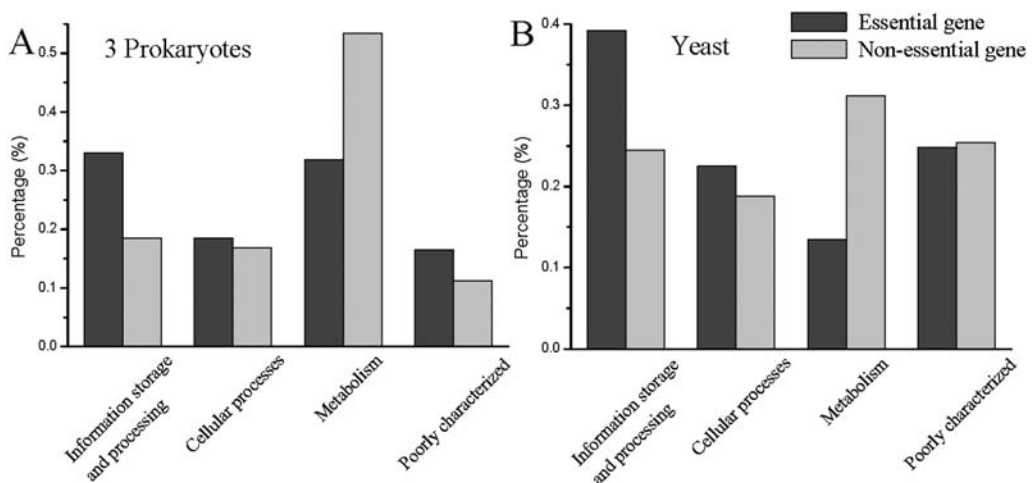 A
3 Prokaryotes
Percentage (%)
0.5
0.4
0.3
0.2
0.1
0.0
Information storage
and processing
Cellular processes
Metabolism
Poorly characterized
B
Yeast
Essential gene
Non-essential gene
Percentage (%)
0.4
0.3
0.2
0.1
0.0
Information storage
and processing
Cellular processes
Metabolism
Poorly characterized